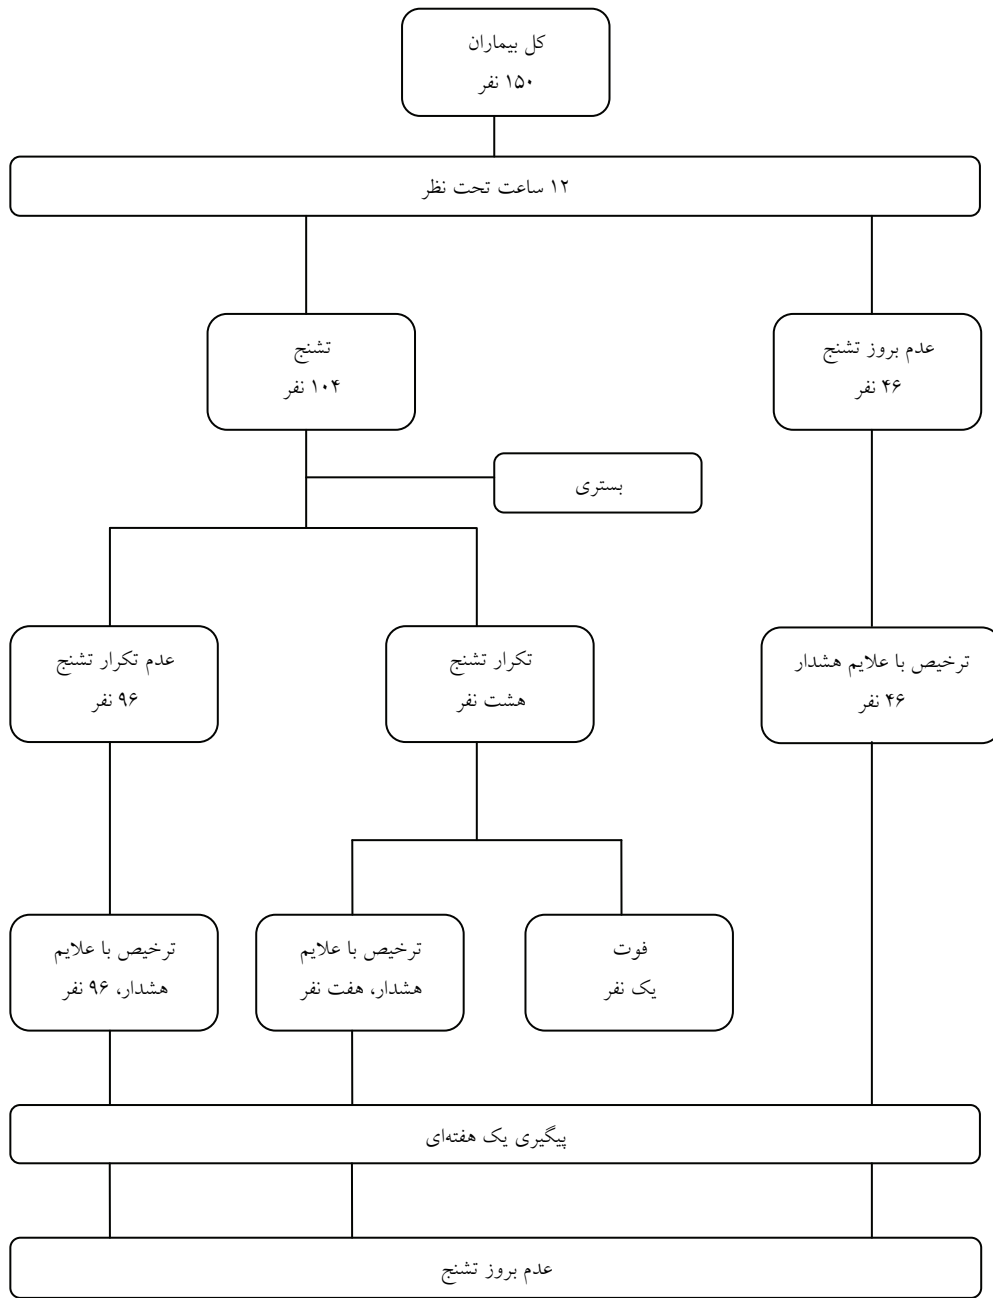 کل بیماران
۱۵۰ نفر
۱۲ ساعت تحت نظر
عدم بروز تشنج
۴۶ نفر
تشنج
۱۰۴ نفر
بستری
ترخیص با علایم هشدار
۴۶ نفر
تکرار تشنج
هشت نفر
عدم تکرار تشنج
۹۶ نفر
فوت
یک نفر
ترخیص با علایم
هشدار، هفت نفر
ترخیص با علایم
هشدار، ۹۶ نفر
پیگیری یک هفته‌ای
عدم بروز تشنج